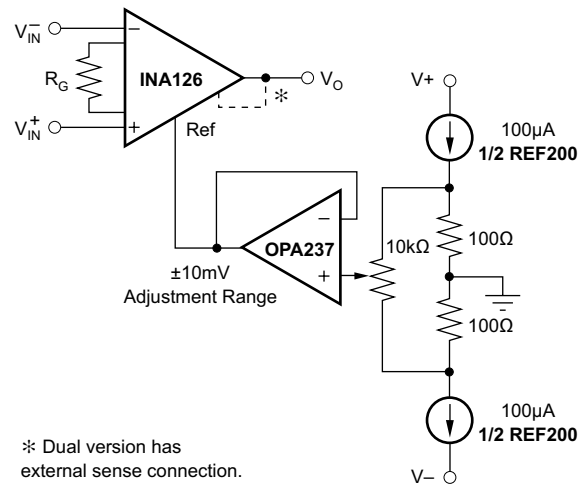 V⁻IN
RG
V⁺IN
−
+
INA126
Ref
*
VO
V+
100µA
1/2 REF200
−
+
OPA237
±10mV
Adjustment Range
10kΩ
100Ω
100Ω
100µA
1/2 REF200
V–
* Dual version has
external sense connection.